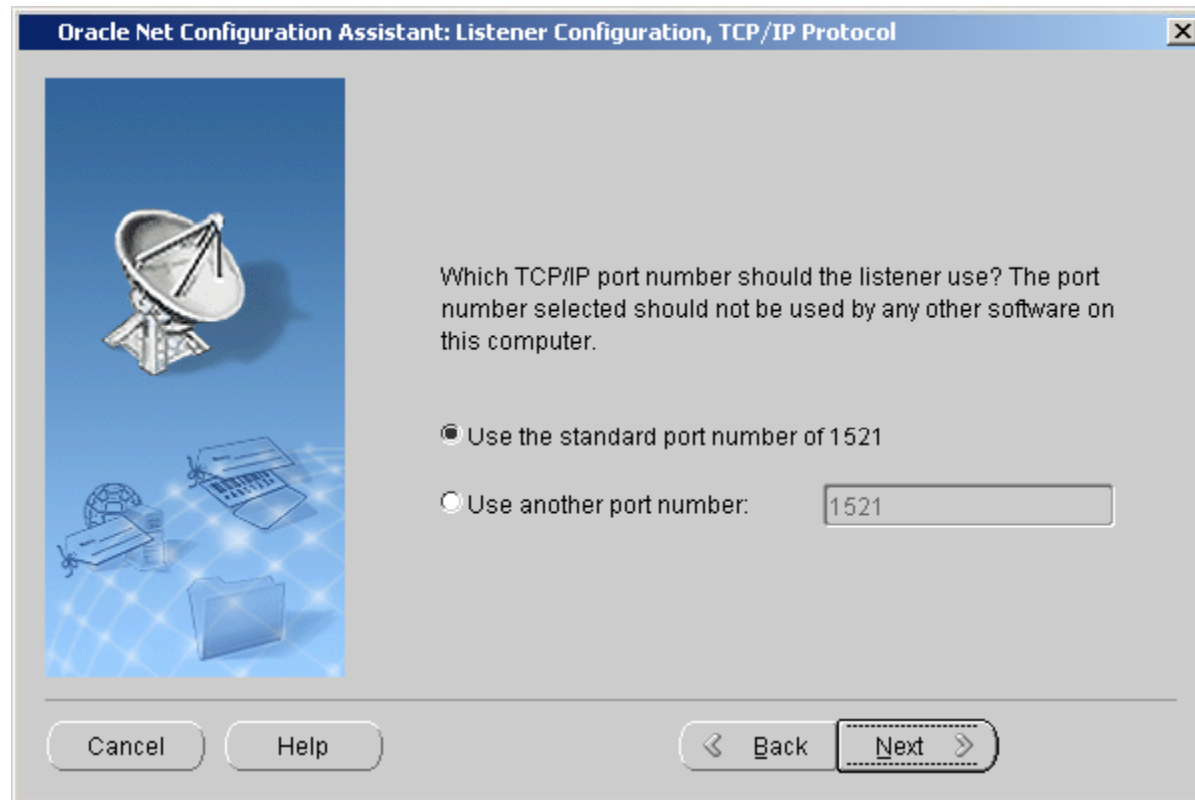 Oracle Net Configuration Assistant: Listener Configuration, TCP/IP Protocol
Which TCP/IP port number should the listener use? The port
number selected should not be used by any other software on
this computer.
Use the standard port number of 1521
Use another port number: 1521
Cancel Help Back Next